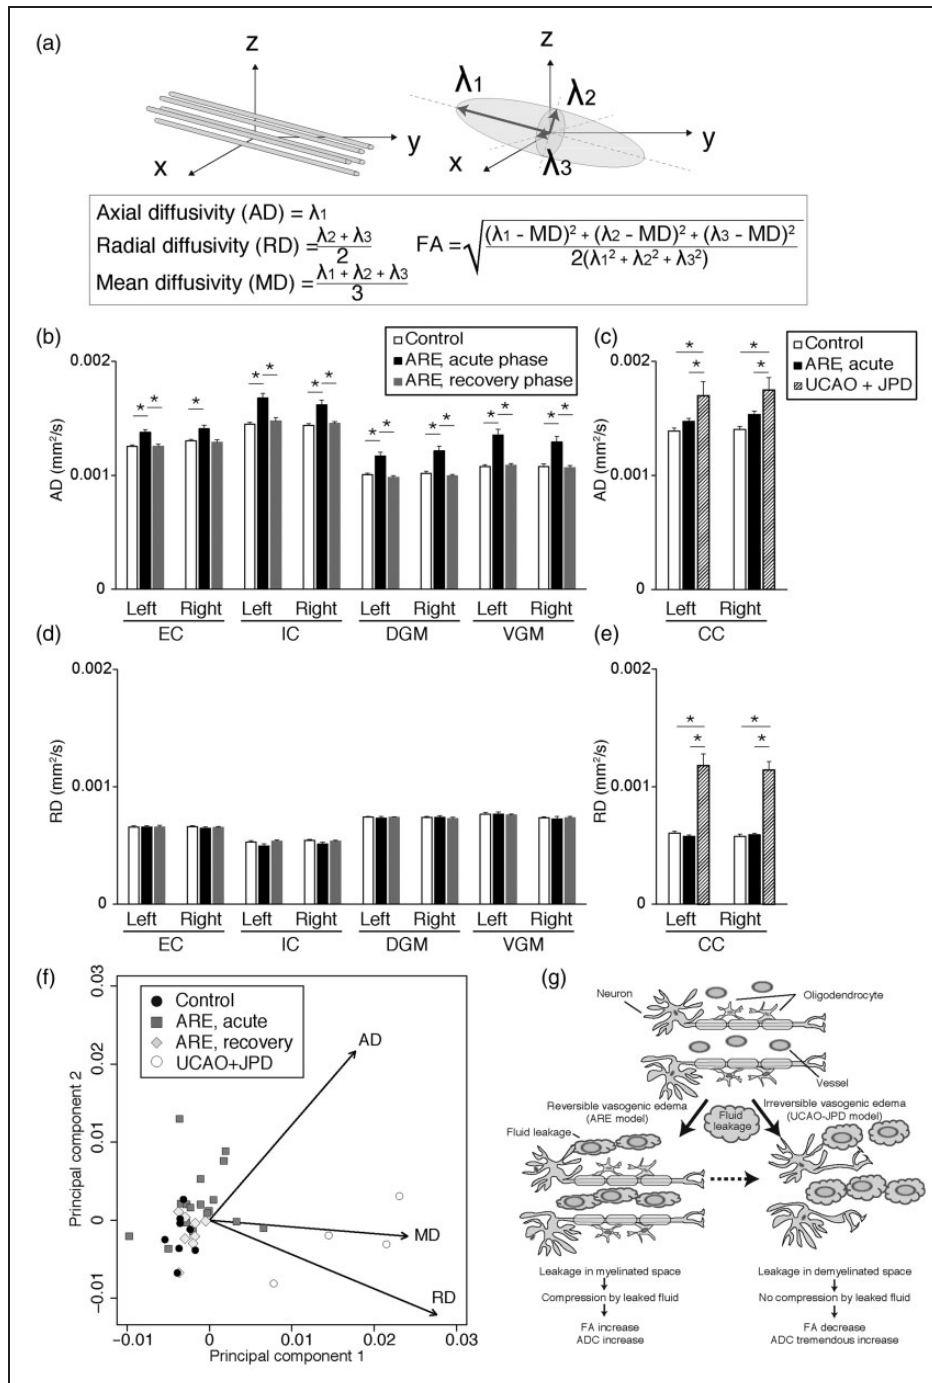 (a)
z
y
x
z
λ1
λ2
y
x
λ3
Axial diffusivity (AD) = λ1
Radial diffusivity (RD) = λ2 + λ3 / 2
Mean diffusivity (MD) = λ1 + λ2 + λ3 / 3
FA = √ (λ1 - MD)² + (λ2 - MD)² + (λ3 - MD)² / 2(λ1² + λ2² + λ3²)
(b)
Control
ARE, acute phase
ARE, recovery phase
0.002
0.001
0
AD (mm²/s)
* * * * * * * * * * * * * * *
Left Right Left Right Left Right Left Right
EC IC DGM VGM
(c)
Control
ARE, acute
UCAO + JPD
0.002
0.001
0
AD (mm²/s)
* *
* *
Left Right
CC
(d)
0.002
0.001
0
RD (mm²/s)
Left Right Left Right Left Right Left Right
EC IC DGM VGM
(e)
0.002
0.001
0
RD (mm²/s)
* *
* *
Left Right
CC
(f)
Control
ARE, acute
ARE, recovery
UCAO+JPD
0.03
0.02
0.01
0
−0.01
Principal component 2
AD
MD
RD
−0.01 0 0.01 0.02 0.03
Principal component 1
(g)
Neuron
Oligodendrocyte
Vessel
Reversible vasogenic edema
(ARE model)
Fluid
leakage
Irreversible vasogenic edema
(UCAO-JPD model)
Fluid leakage
Leakage in myelinated space
Compression by leaked fluid
FA increase
ADC increase
Leakage in demyelinated space
No compression by leaked fluid
FA decrease
ADC tremendous increase